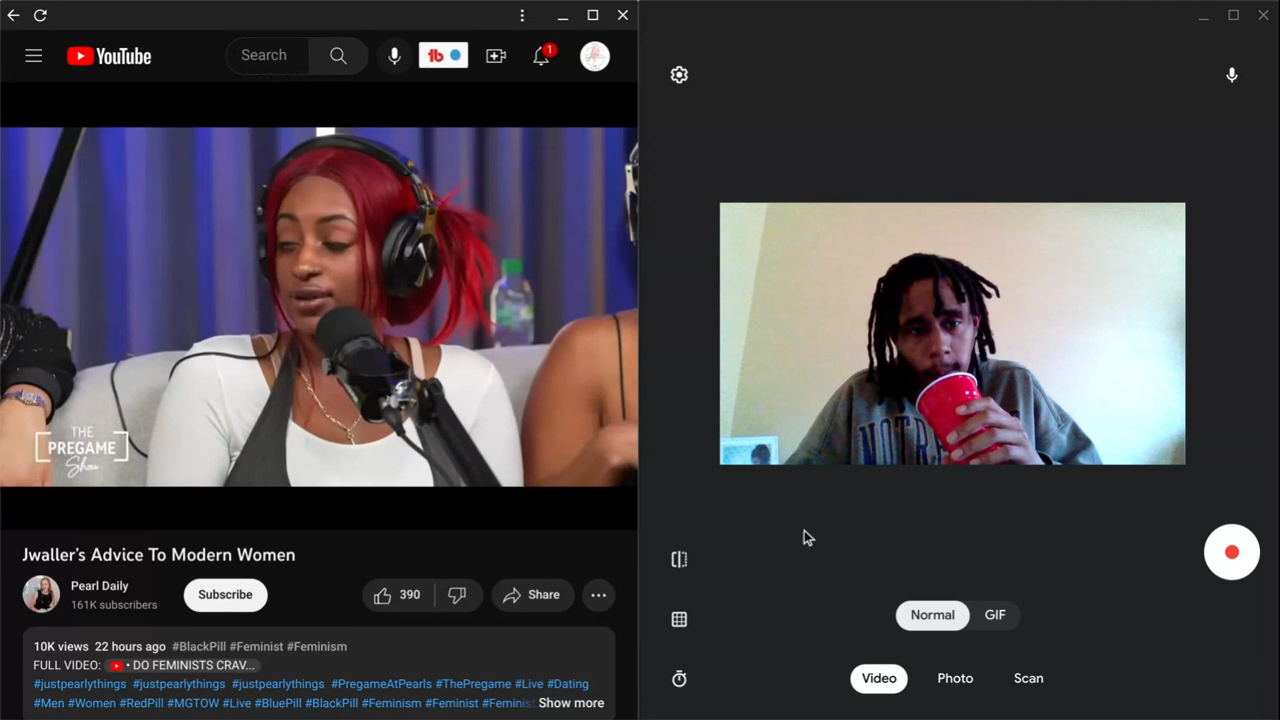 YouTube
Search
tb
1
THE
PREGAME
Show
Jwaller's Advice To Modern Women
Pearl Daily
161K subscribers
Subscribe
390
Share
10K views 22 hours ago #BlackPill #Feminist #Feminism
FULL VIDEO: • DO FEMINISTS CRAV...
#justpearlythings #justpearlythings #justpearlythings #PregameAtPearls #ThePregame #Live #Dating
#Men #Women #RedPill #MGTOW #Live #BluePill #BlackPill #Feminism #Feminist #Feminis Show more
NOTR
Normal
GIF
Video
Photo
Scan